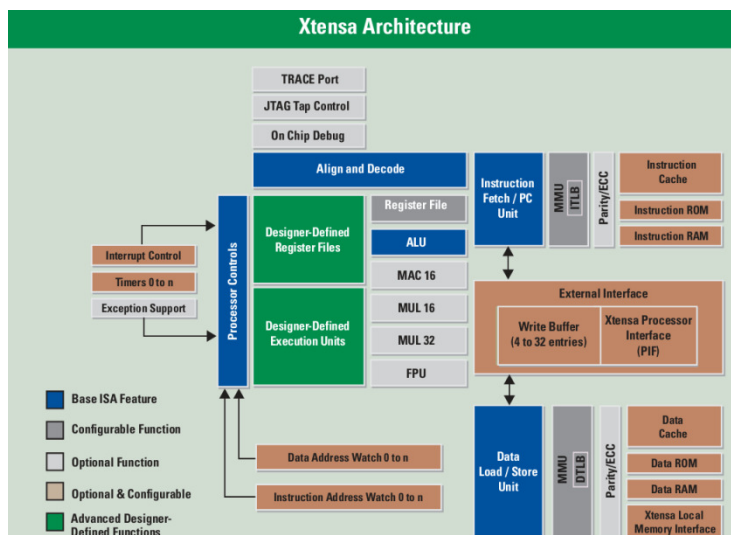 Xtensa Architecture
TRACE Port
JTAG Tap Control
On Chip Debug
Align and Decode
Instruction
Fetch / PC
Unit
MMU
ITLB
Parity/ECC
Instruction
Cache
Instruction ROM
Instruction RAM
Processor Controls
Designer-Defined
Register Files
Register File
ALU
Interrupt Control
Timers 0 to n
Exception Support
MAC 16
Designer-Defined
Execution Units
MUL 16
MUL 32
FPU
External Interface
Write Buffer
(4 to 32 entries)
Xtensa Processor
Interface
(PIF)
Base ISA Feature
Configurable Function
Optional Function
Optional & Configurable
Advanced Designer-
Defined Functions
Data Address Watch 0 to n
Instruction Address Watch 0 to n
Data
Load / Store
Unit
MMU
DTLB
Parity/ECC
Data
Cache
Data ROM
Data RAM
Xtensa Local
Memory Interface